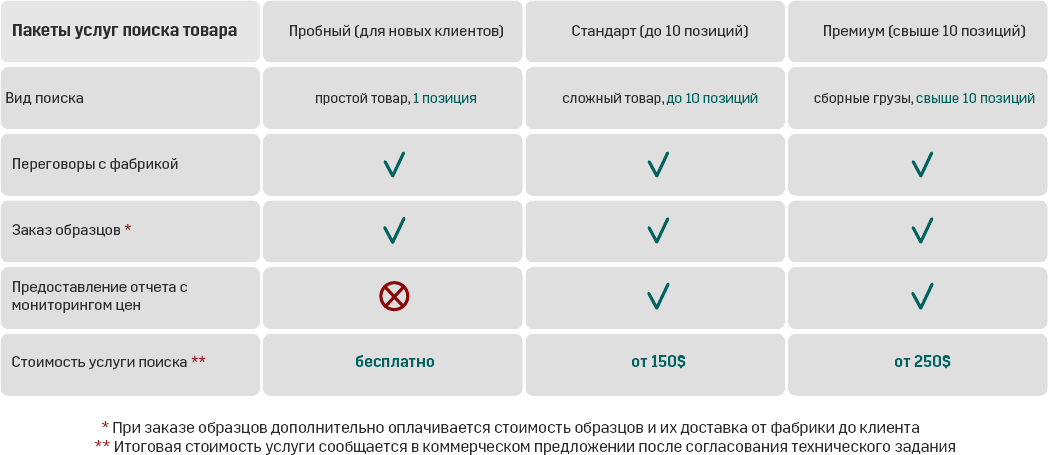 Пакеты услуг поиска товара
Пробный (для новых клиентов)
Стандарт (до 10 позиций)
Премиум (свыше 10 позиций)
Вид поиска
простой товар, 1 позиция
сложный товар, до 10 позиций
сборные грузы, свыше 10 позиций
Переговоры с фабрикой
Заказ образцов *
Предоставление отчета с
мониторингом цен
Стоимость услуги поиска **
бесплатно
от 150$
от 250$
* При заказе образцов дополнительно оплачивается стоимость образцов и их доставка от фабрики до клиента
** Итоговая стоимость услуги сообщается в коммерческом предложении после согласования технического задания